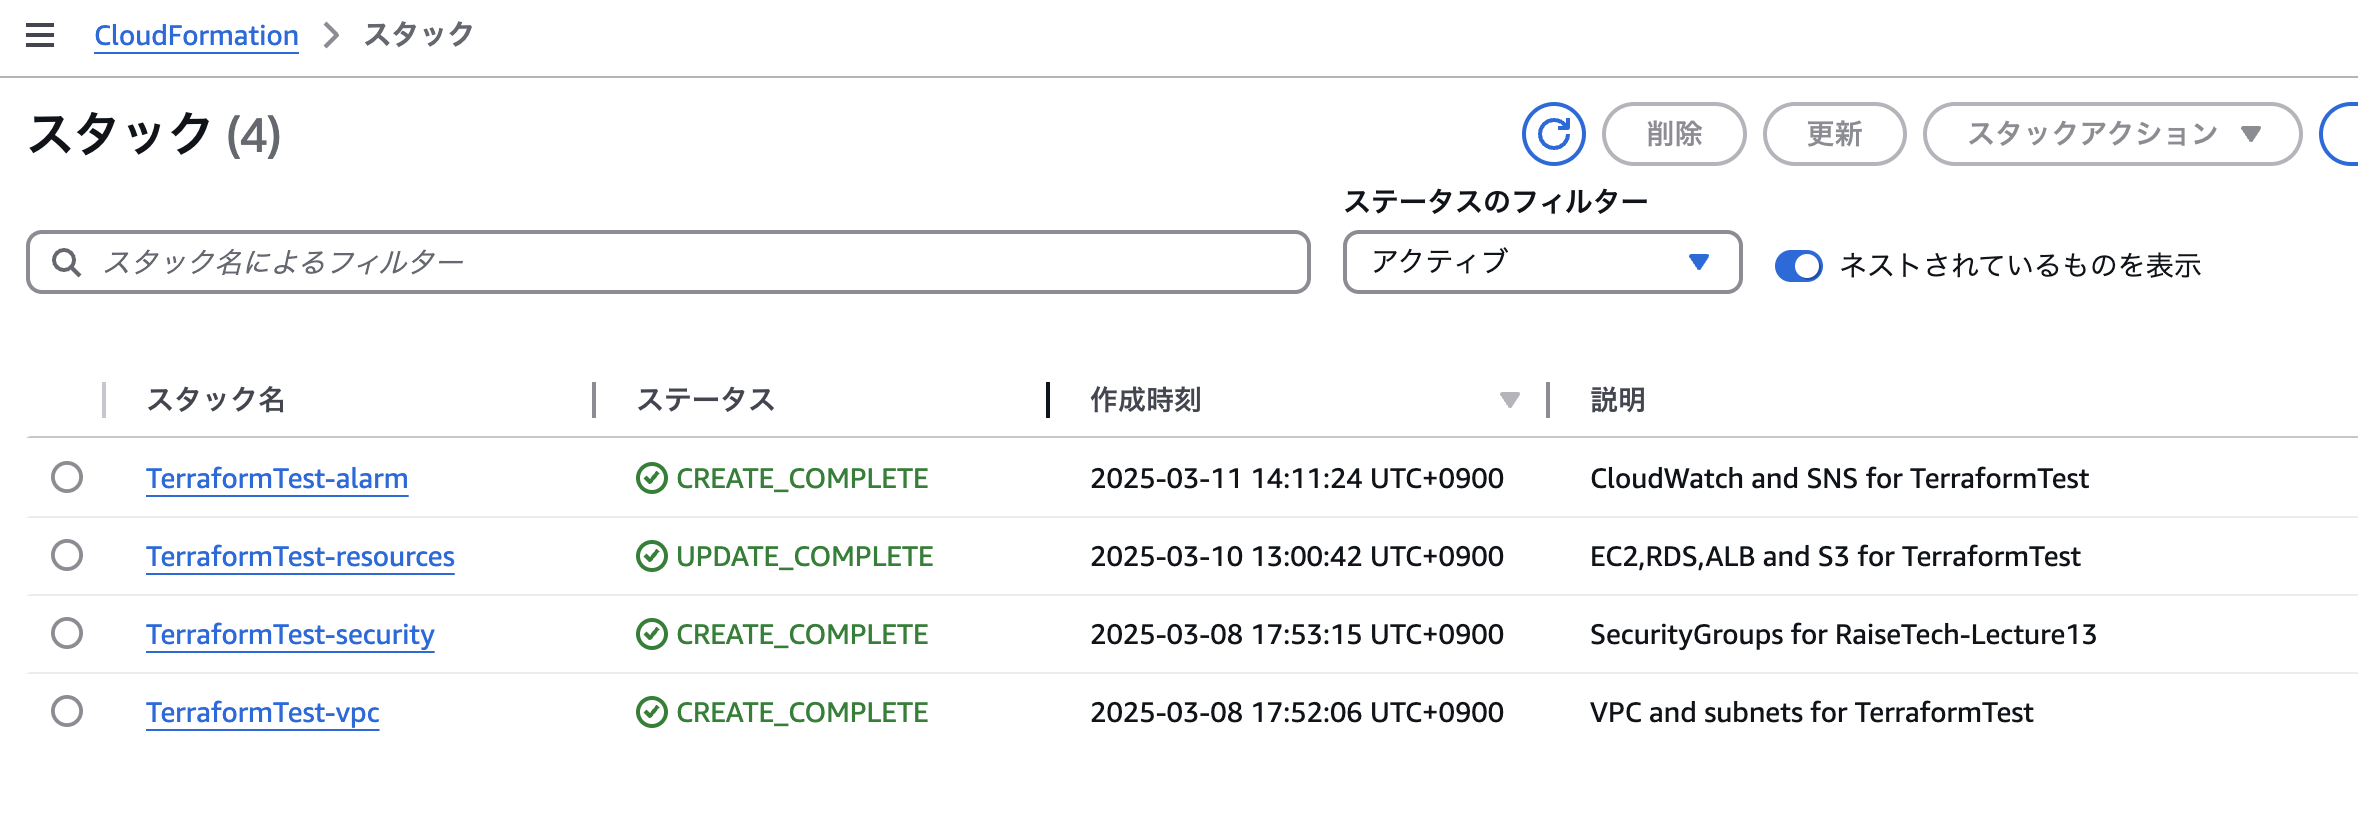 CloudFormation > スタック
スタック (4)
削除 更新 スタックアクション
ステータスのフィルター
スタック名によるフィルター アクティブ ネストされているものを表示
スタック名 ステータス 作成時刻 説明
TerraformTest-alarm CREATE_COMPLETE 2025-03-11 14:11:24 UTC+0900 CloudWatch and SNS for TerraformTest
TerraformTest-resources UPDATE_COMPLETE 2025-03-10 13:00:42 UTC+0900 EC2,RDS,ALB and S3 for TerraformTest
TerraformTest-security CREATE_COMPLETE 2025-03-08 17:53:15 UTC+0900 SecurityGroups for RaiseTech-Lecture13
TerraformTest-vpc CREATE_COMPLETE 2025-03-08 17:52:06 UTC+0900 VPC and subnets for TerraformTest